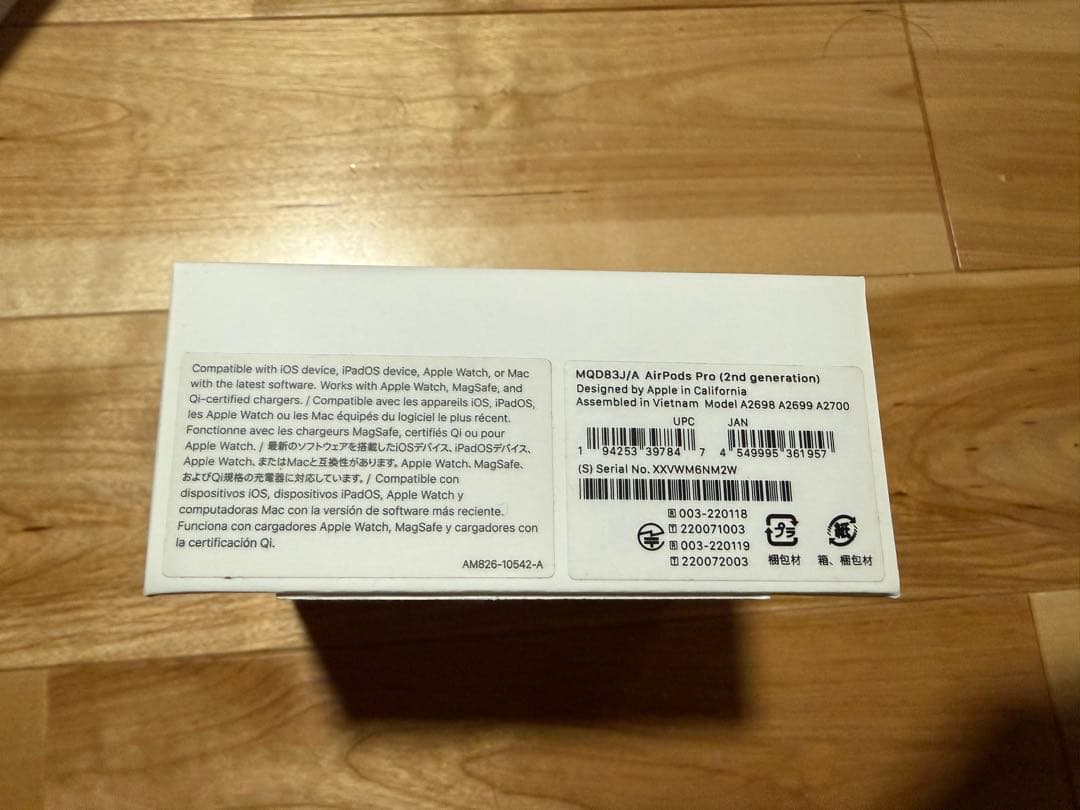 Compatible with iOS device, iPadOS device, Apple Watch, or Mac
with the latest software. Works with Apple Watch, MagSafe, and
Qi-certified chargers. / Compatible avec les appareils iOS, iPadOS,
les Apple Watch ou les Mac équipés du logiciel le plus récent.
Fonctionne avec les chargeurs MagSafe, certifiés Qi ou pour
Apple Watch. / 最新のソフトウェアを搭載したiOSデバイス、iPadOSデバイス、
Apple Watch、またはMacと互換性があります。Apple Watch、MagSafe、
およびQi規格の充電器に対応しています。/ Compatible con
dispositivos iOS, dispositivos iPadOS, Apple Watch y
computadoras Mac con la versión de software más reciente.
Funciona con cargadores Apple Watch, MagSafe y cargadores con
la certificación Qi.
AM826-10542-A
MQD83J/A AirPods Pro (2nd generation)
Designed by Apple in California
Assembled in Vietnam Model A2698 A2699 A2700
UPC JAN
1 94253 39784 7 4 549995 361957
(S) Serial No. XXVWM6NM2W
R 003-220118
T 220071003
R 003-220119
T 220072003
プラ
梱包材
紙
箱、梱包材